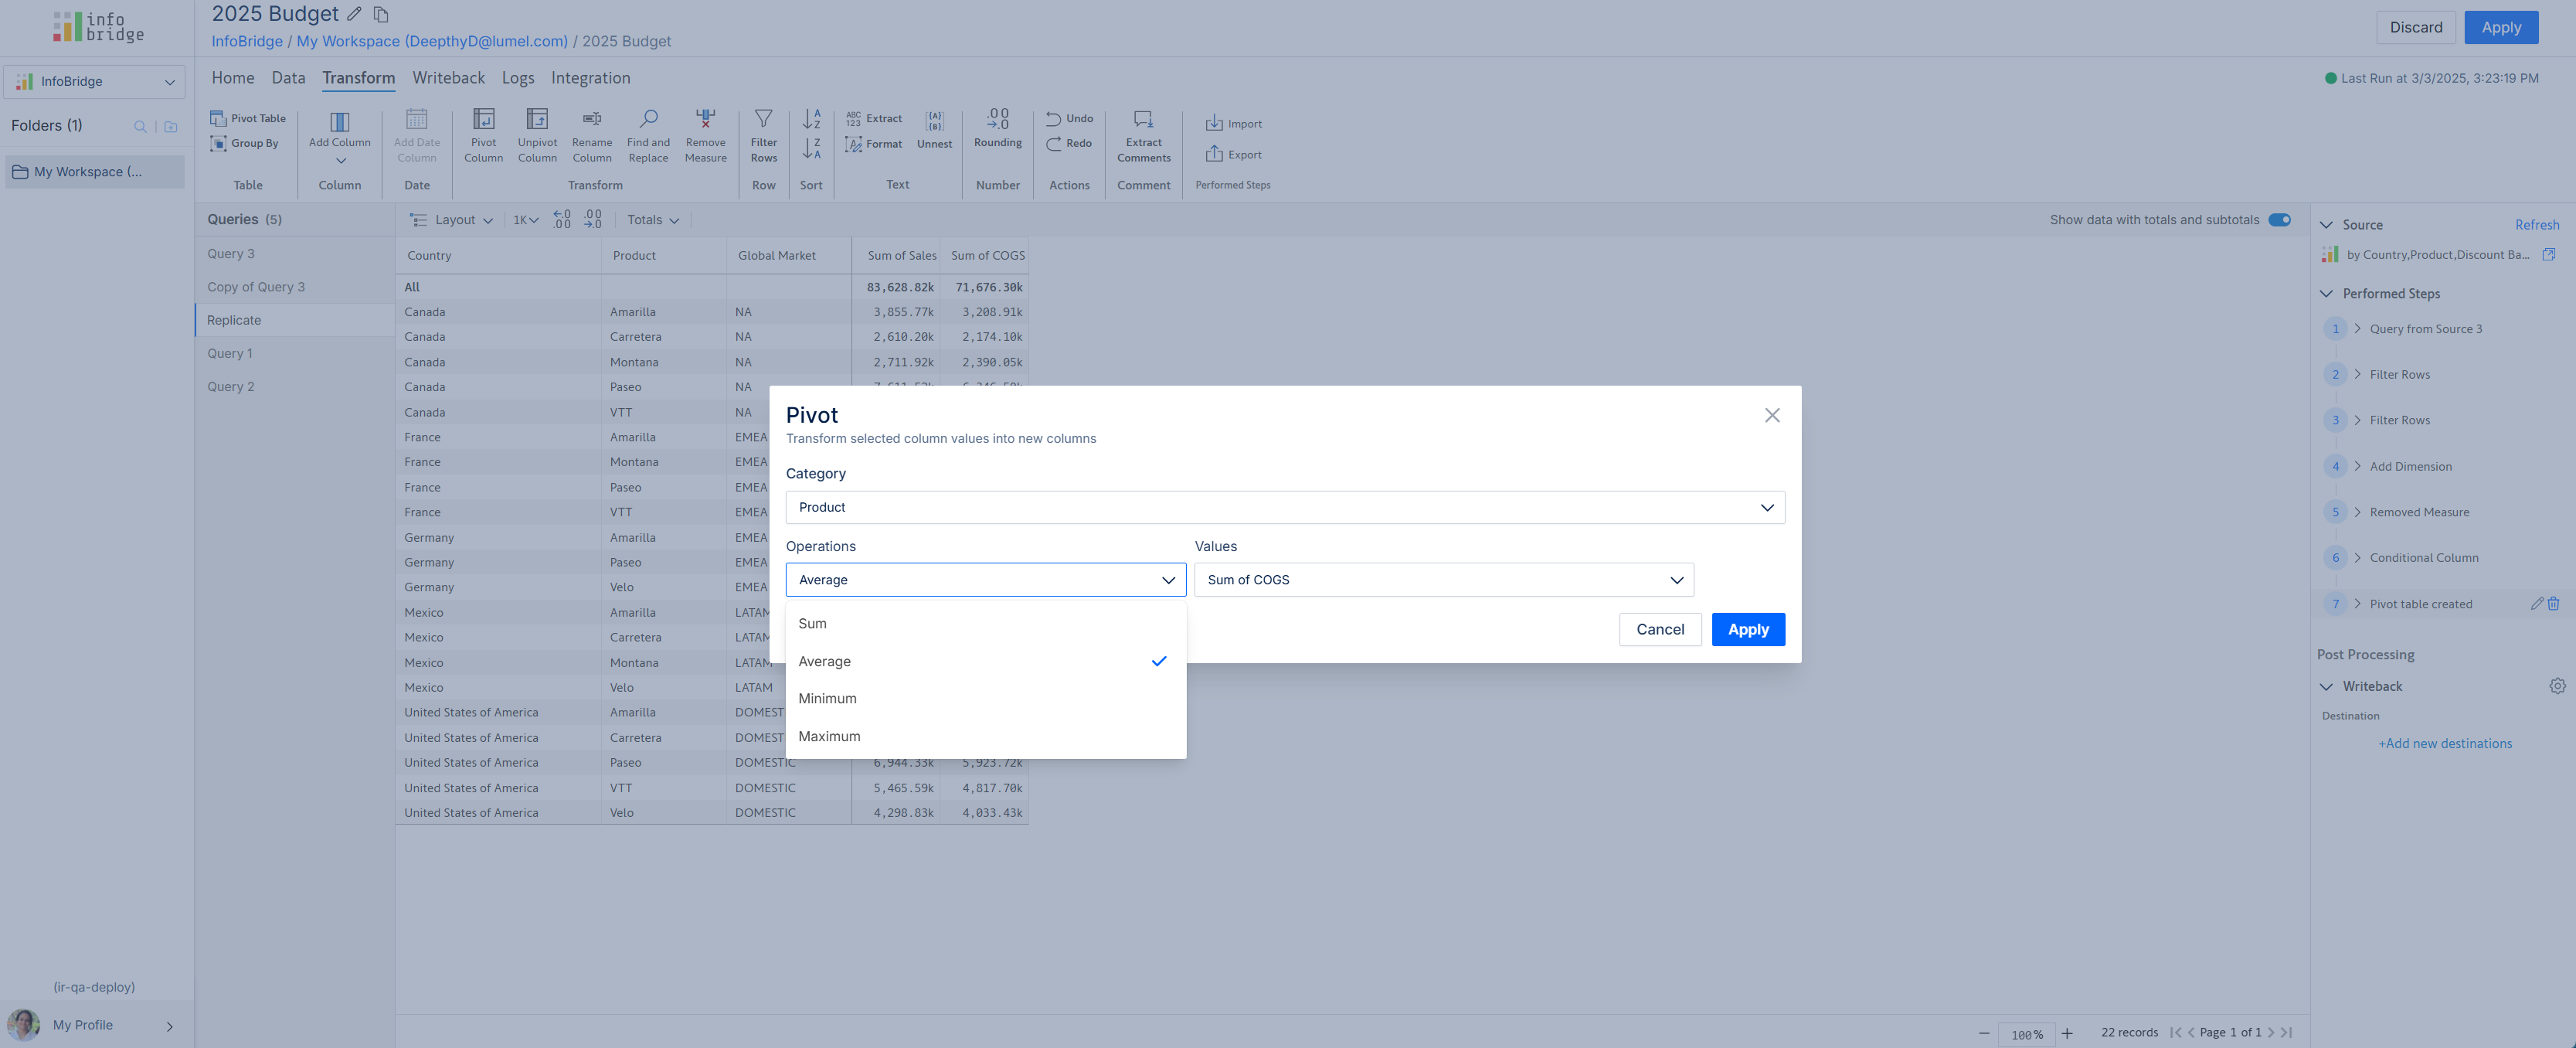 info
bridge
2025 Budget
InfoBridge / My Workspace (DeepthyD@lumel.com) / 2025 Budget
Discard
Apply
InfoBridge
Home Data Transform Writeback Logs Integration
Last Run at 3/3/2025, 3:23:19 PM
Folders (1)
My Workspace (...
Pivot Table
Group By
Table
Add Column
Column
Add Date
Column
Date
Pivot
Column
Unpivot
Column
Rename
Column
Find and
Replace
Remove
Measure
Transform
Filter
Rows
Row
Sort
Extract
Format
Unnest
Text
Rounding
Number
Undo
Redo
Actions
Extract
Comments
Comment
Import
Export
Performed Steps
Queries (5)
Query 3
Copy of Query 3
Replicate
Query 1
Query 2
Layout 1K Totals
Show data with totals and subtotals
Country Product Global Market Sum of Sales Sum of COGS
All 83,628.82k 71,676.30k
Canada Amarilla NA 3,855.77k 3,208.91k
Canada Carretera NA 2,610.20k 2,174.10k
Canada Montana NA 2,711.92k 2,390.05k
Canada Paseo NA
Canada VTT NA
France Amarilla EMEA
France Montana EMEA
France Paseo EMEA
France VTT EMEA
Germany Amarilla EMEA
Germany Paseo EMEA
Germany Velo EMEA
Mexico Amarilla LATAM
Mexico Carretera LATAM
Mexico Montana LATAM
Mexico Velo LATAM
United States of America Amarilla DOMEST
United States of America Carretera DOMEST
United States of America Paseo DOMESTIC 6,944.33k 5,923.72k
United States of America VTT DOMESTIC 5,465.59k 4,817.70k
United States of America Velo DOMESTIC 4,298.83k 4,033.43k
Pivot
Transform selected column values into new columns
Category
Product
Operations
Values
Average
Sum of COGS
Sum
Average
Minimum
Maximum
Cancel
Apply
Source
Refresh
by Country,Product,Discount Ba...
Performed Steps
1 Query from Source 3
2 Filter Rows
3 Filter Rows
4 Add Dimension
5 Removed Measure
6 Conditional Column
7 Pivot table created
Post Processing
Writeback
Destination
+Add new destinations
(ir-qa-deploy)
My Profile
100%
22 records
Page 1 of 1